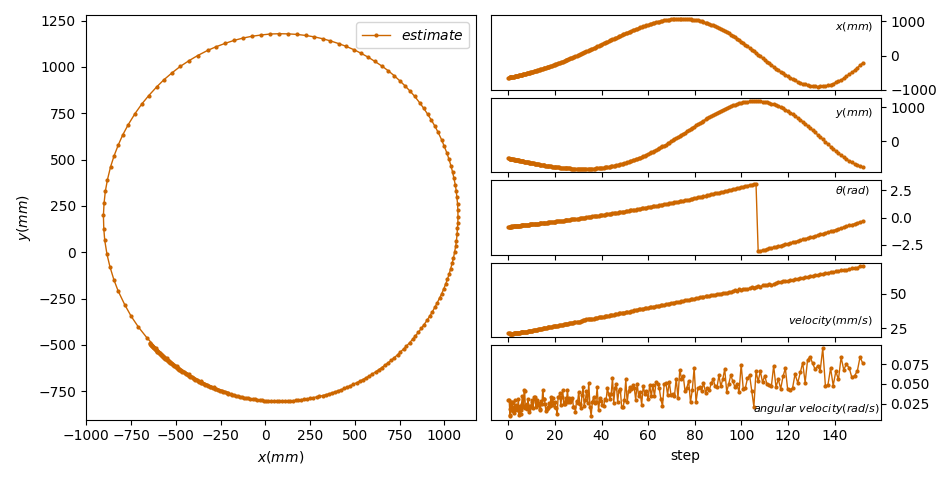 1250
1000
750
500
250
0
−250
−500
−750
y(mm)
−1000 −750 −500 −250 0 250 500 750 1000
x(mm)
estimate
x(mm)
1000
0
−1000
y(mm)
1000
0
θ(rad)
2.5
0.0
−2.5
velocity(mm/s)
50
25
angular velocity(rad/s)
0.075
0.050
0.025
0 20 40 60 80 100 120 140
step